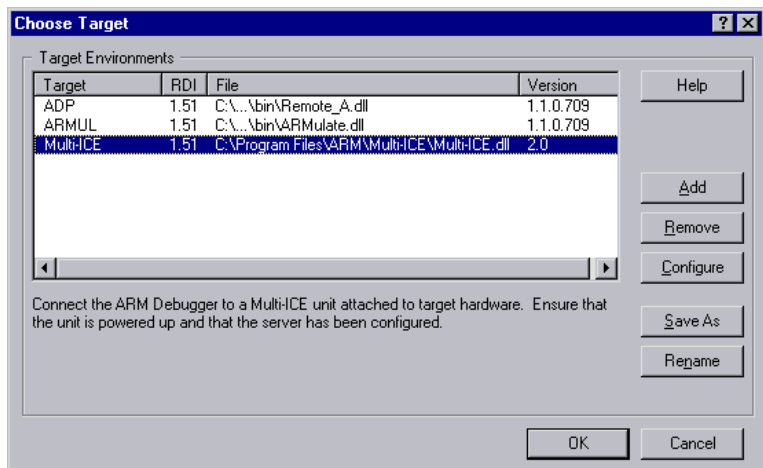 Choose Target
Target Environments
Target RDI File Version
ADP 1.51 C:\...\bin\Remote_A.dll 1.1.0.709
ARMUL 1.51 C:\...\bin\ARMulate.dll 1.1.0.709
Multi-ICE 1.51 C:\Program Files\ARM\Multi-ICE\Multi-ICE.dll 2.0
Help
Add
Remove
Configure
Connect the ARM Debugger to a Multi-ICE unit attached to target hardware. Ensure that
the unit is powered up and that the server has been configured.
Save As
Rename
OK Cancel